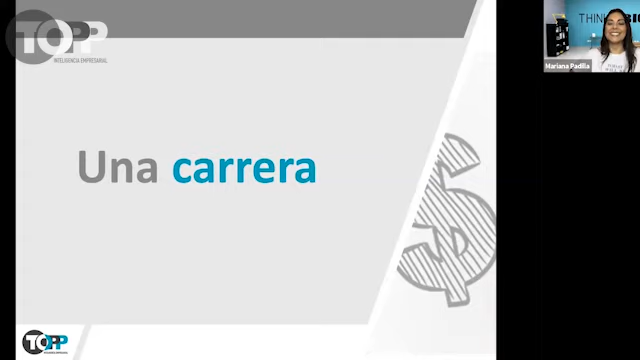 TOPP
INTELIGENCIA EMPRESARIAL
Una carrera
Mariana Padilla
TOPP